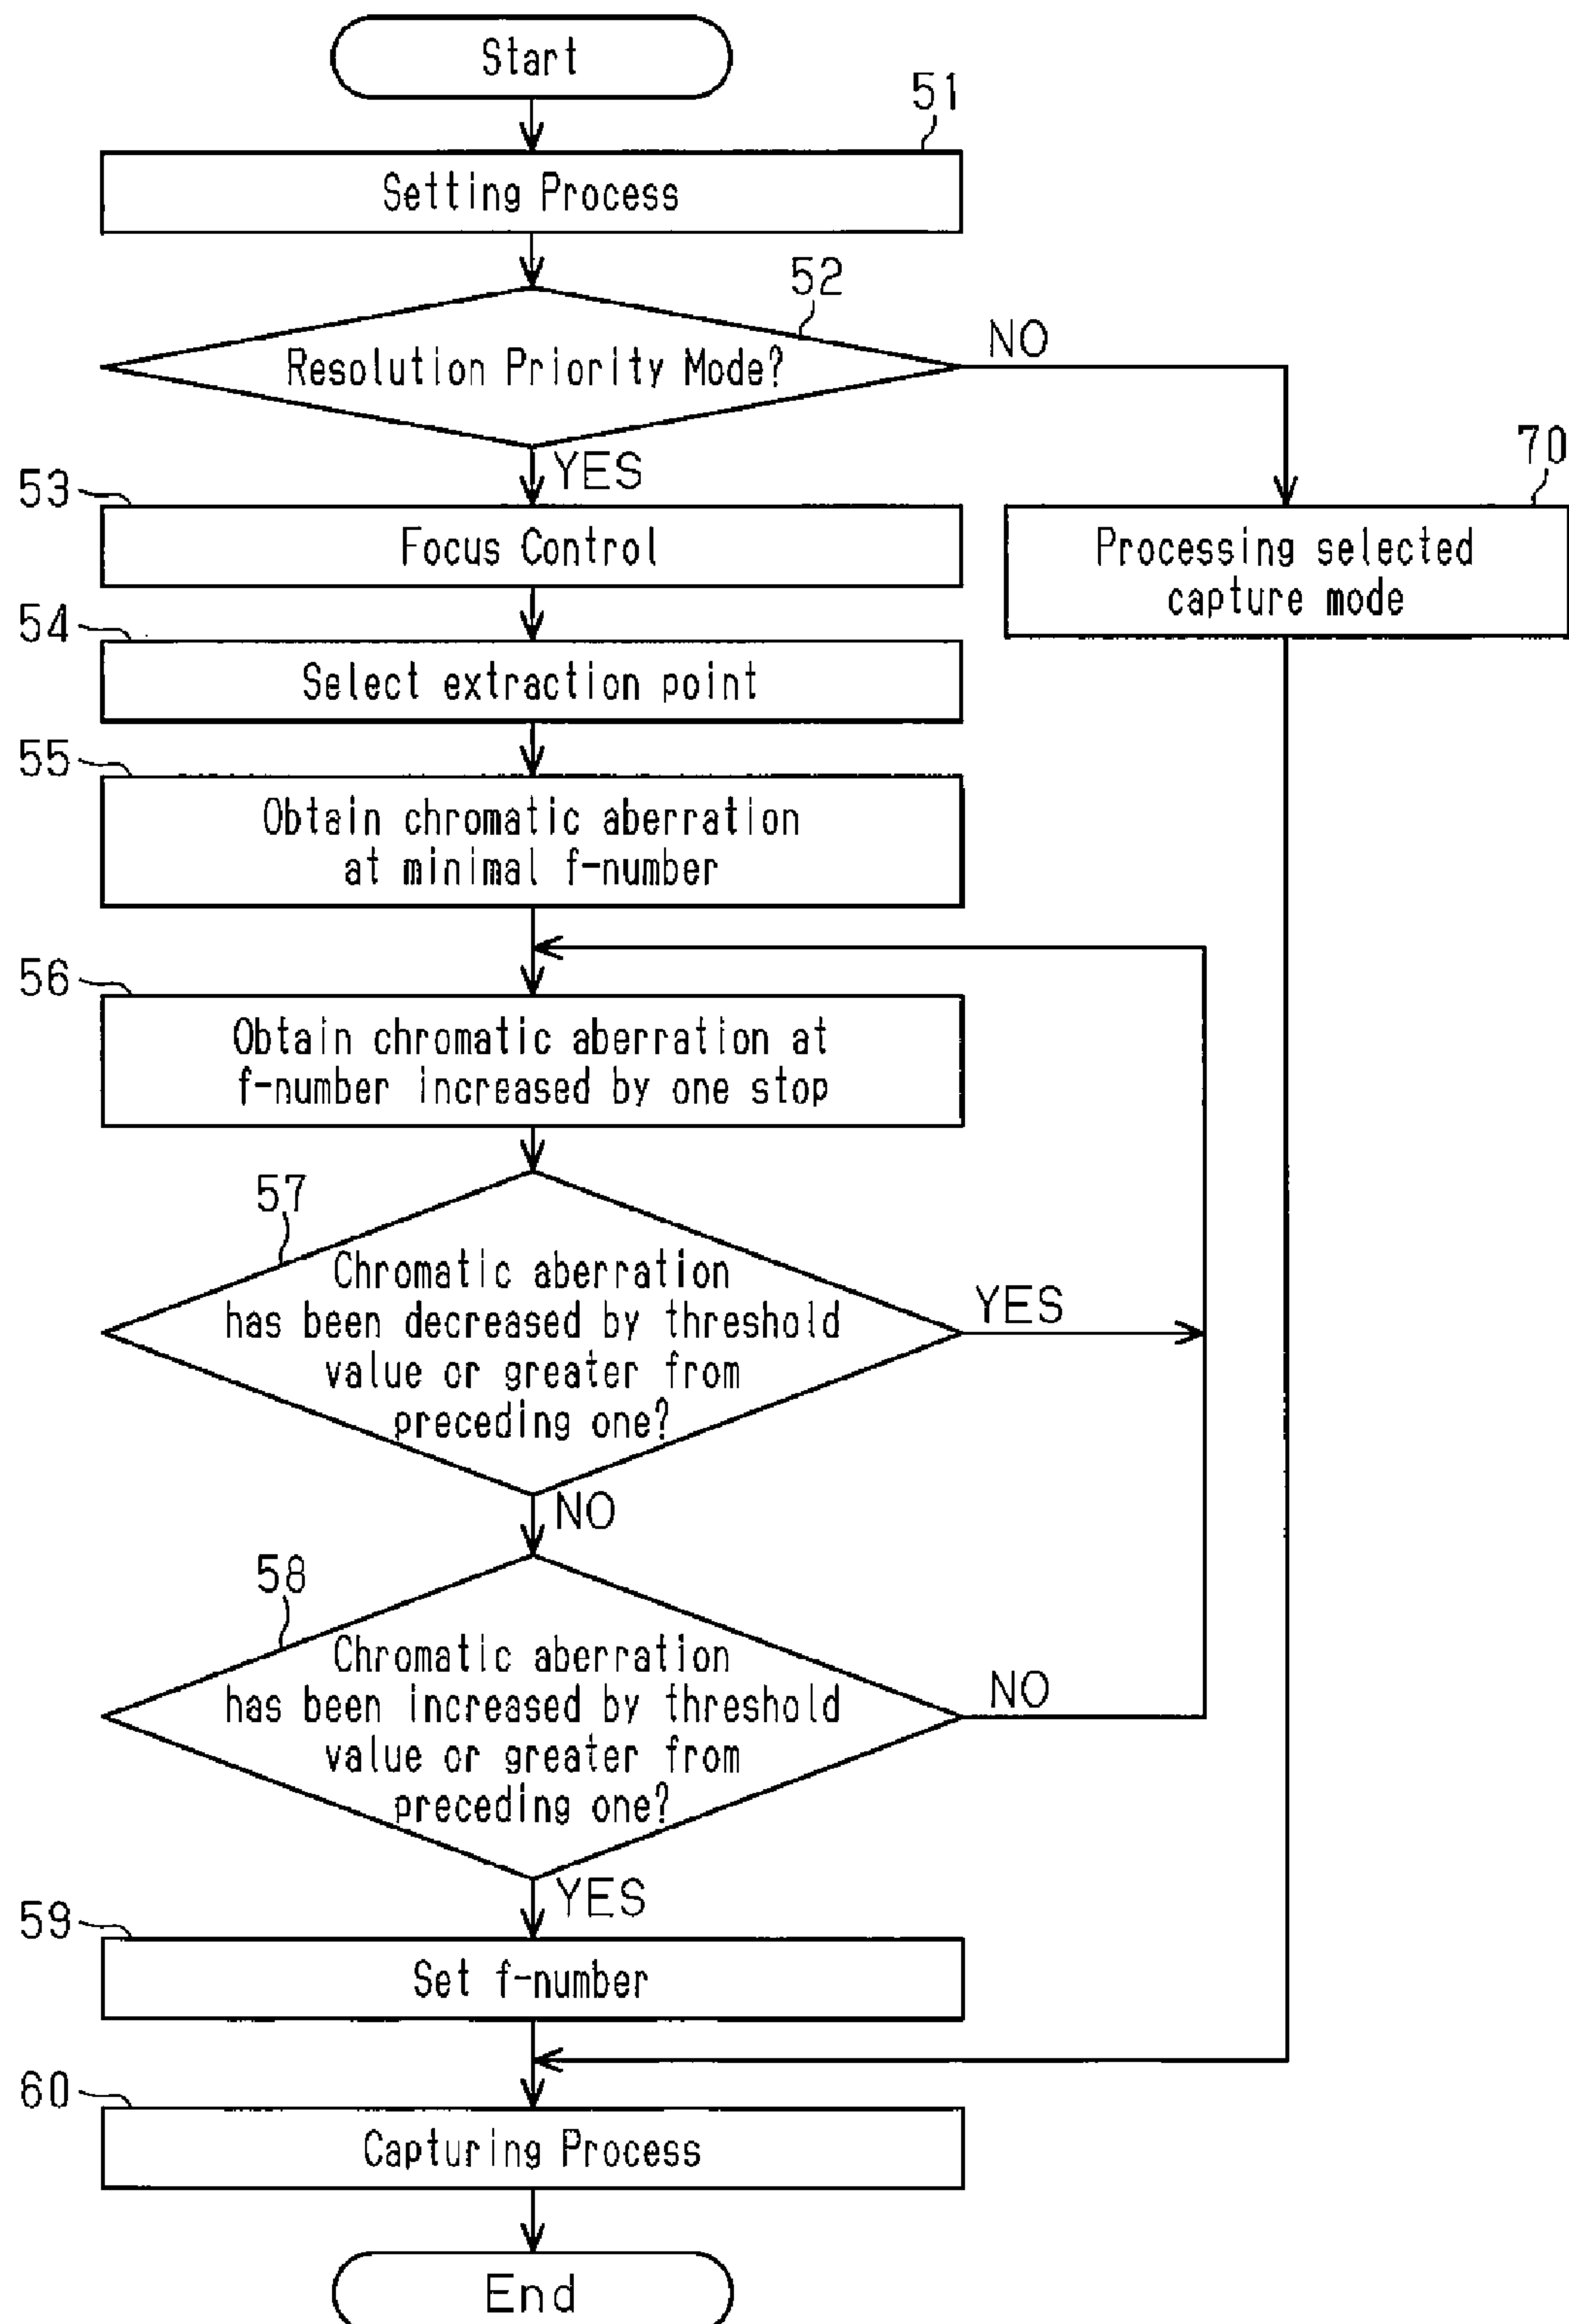 Start
51
Setting Process
52
Resolution Priority Mode?
NO
YES
53
Focus Control
70
Processing selected
capture mode
54
Select extraction point
55
Obtain chromatic aberration
at minimal f-number
56
Obtain chromatic aberration at
f-number increased by one stop
57
Chromatic aberration
has been decreased by threshold
value or greater from
preceding one?
YES
NO
58
Chromatic aberration
has been increased by threshold
value or greater from
preceding one?
NO
YES
59
Set f-number
60
Capturing Process
End